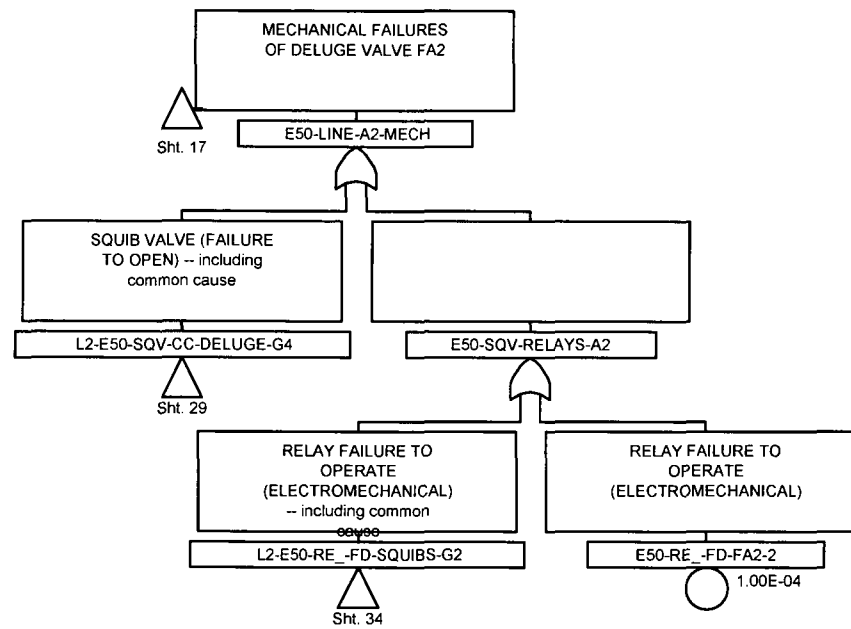 MECHANICAL FAILURES
OF DELUGE VALVE FA2
E50-LINE-A2-MECH
Sht. 17
SQUIB VALVE (FAILURE
TO OPEN) -- including
common cause
L2-E50-SQV-CC-DELUGE-G4
Sht. 29
E50-SQV-RELAYS-A2
RELAY FAILURE TO
OPERATE
(ELECTROMECHANICAL)
-- including common
cause
L2-E50-RE_-FD-SQUIBS-G2
Sht. 34
RELAY FAILURE TO
OPERATE
(ELECTROMECHANICAL)
E50-RE_-FD-FA2-2
1.00E-04